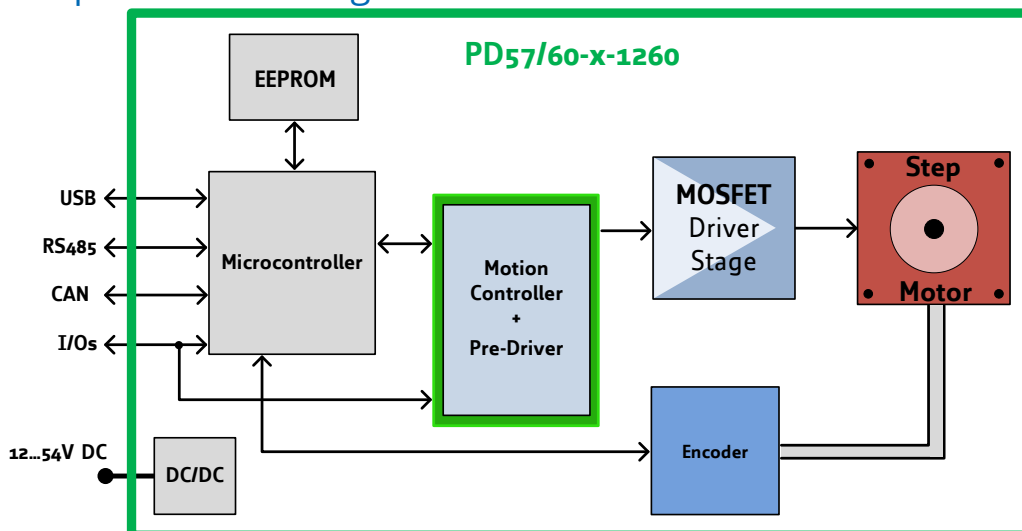 PD57/60-x-1260
EEPROM
USB
RS485
CAN
I/Os
Microcontroller
Motion
Controller
+
Pre-Driver
MOSFET
Driver
Stage
Step
Motor
12...54V DC
DC/DC
Encoder